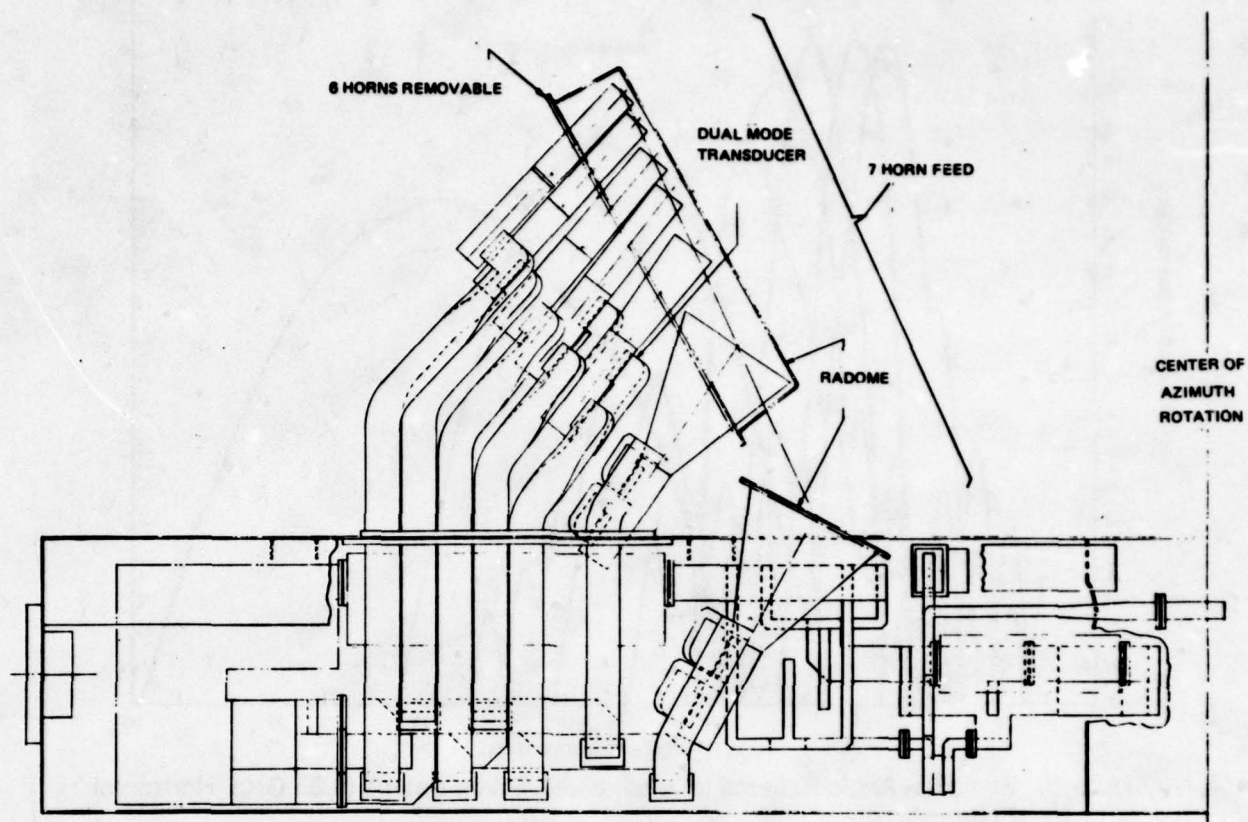 6 HORNS REMOVABLE
DUAL MODE
TRANSDUCER
7 HORN FEED
RADOME
CENTER OF
AZIMUTH
ROTATION